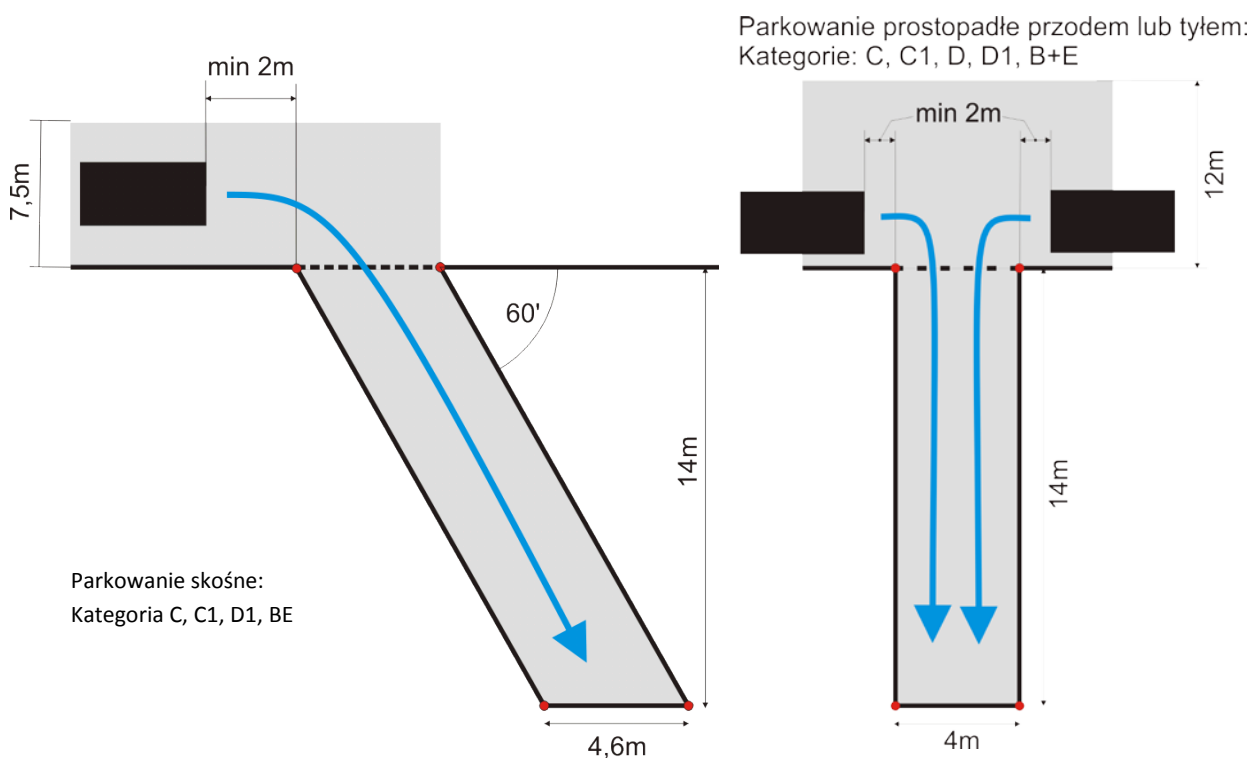 min 2m
7,5m
60'
14m
4,6m
Parkowanie skośne:
Kategoria C, C1, D1, BE
Parkowanie prostopadłe przodem lub tyłem:
Kategorie: C, C1, D, D1, B+E
min 2m
12m
14m
4m